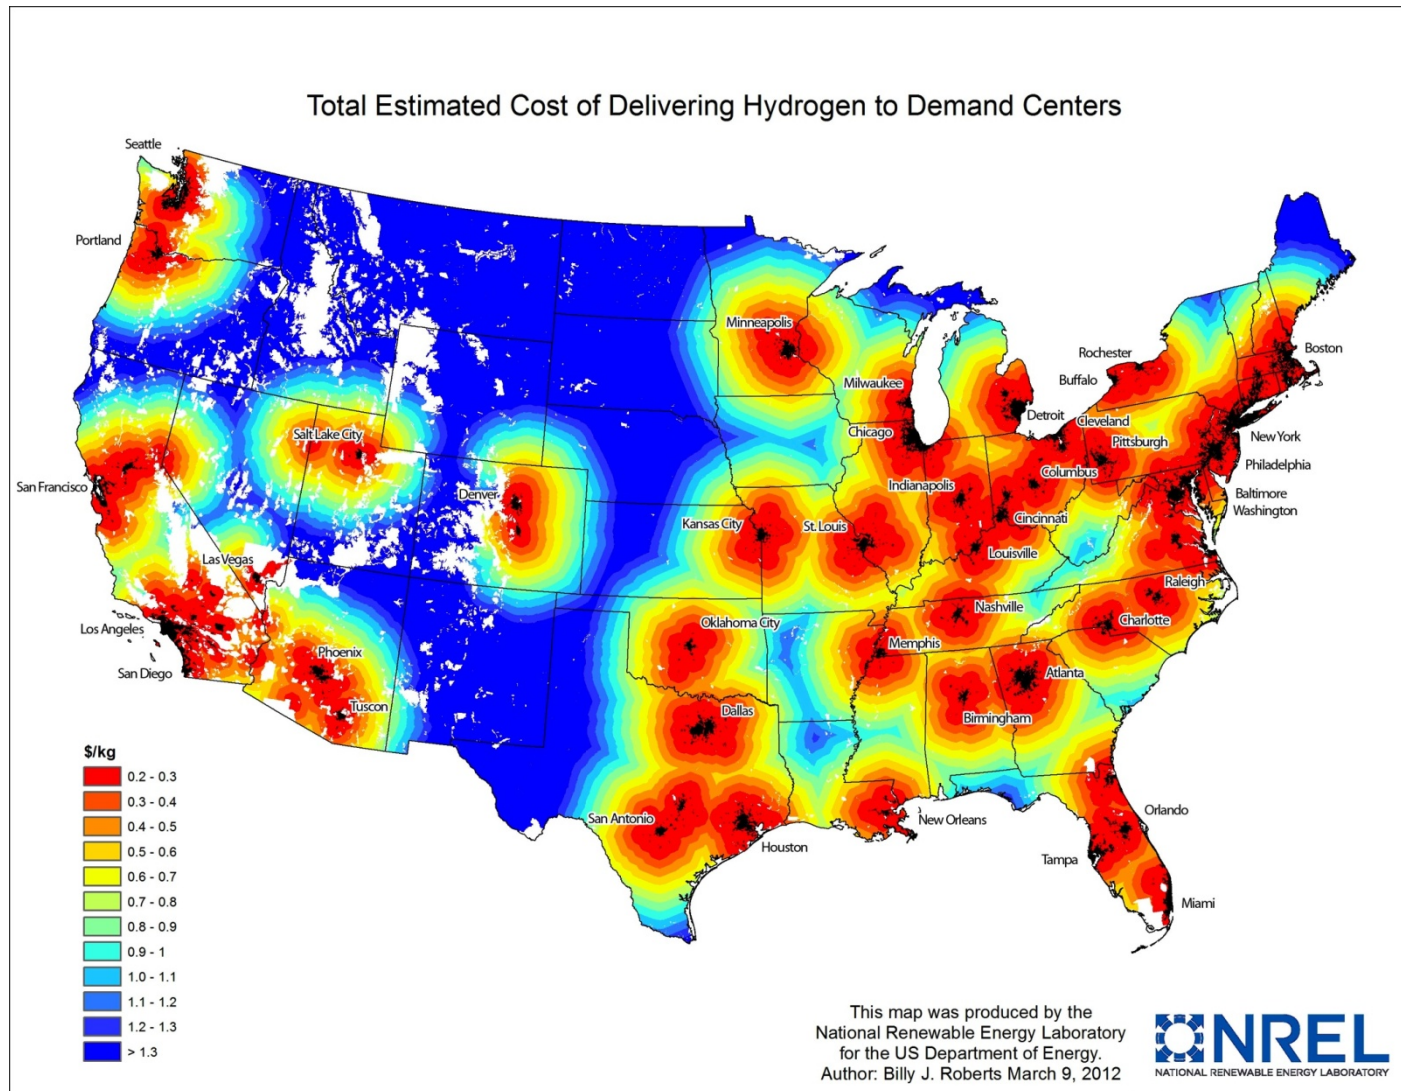 Total Estimated Cost of Delivering Hydrogen to Demand Centers
Seattle
Portland
Minneapolis
Rochester
Boston
Buffalo
Milwaukee
Detroit
Cleveland
Chicago
New York
Pittsburgh
Salt Lake City
Philadelphia
Columbus
San Francisco
Indianapolis
Denver
Baltimore
Washington
Kansas City
St. Louis
Cincinnati
Louisville
Las Vegas
Raleigh
Nashville
Oklahoma City
Charlotte
Los Angeles
Memphis
Phoenix
San Diego
Atlanta
Tuscon
Dallas
Birmingham
Orlando
San Antonio
New Orleans
Houston
Tampa
Miami
$/kg
0.2 - 0.3
0.3 - 0.4
0.4 - 0.5
0.5 - 0.6
0.6 - 0.7
0.7 - 0.8
0.8 - 0.9
0.9 - 1
1.0 - 1.1
1.1 - 1.2
1.2 - 1.3
> 1.3
This map was produced by the
National Renewable Energy Laboratory
for the US Department of Energy.
Author: Billy J. Roberts March 9, 2012
NREL
NATIONAL RENEWABLE ENERGY LABORATORY